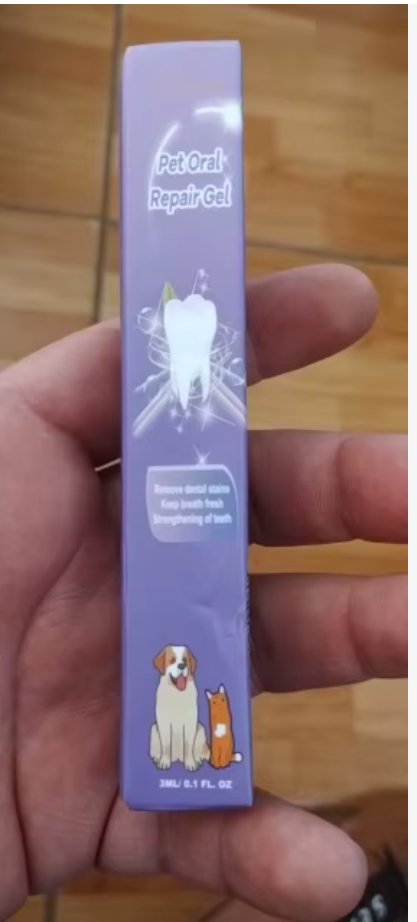 Pet Oral
Repair Gel
Remove dental stains
Keep breath fresh
Strengthening of teeth
3ML/ 0.1 FL. OZ